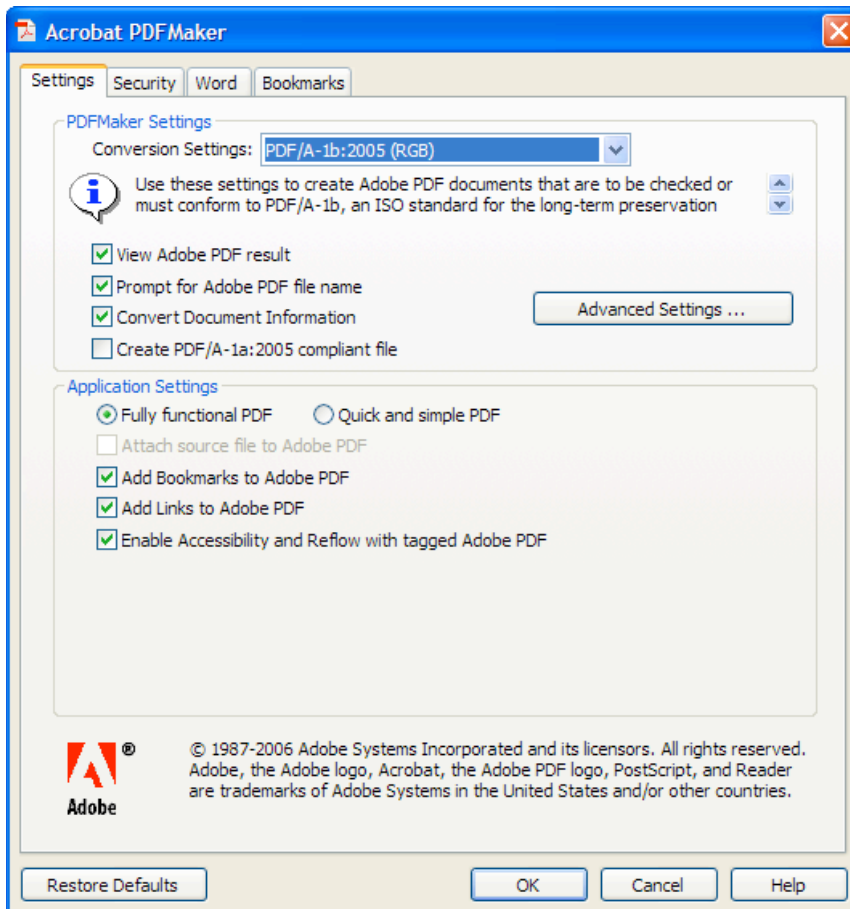 Acrobat PDFMaker
Settings Security Word Bookmarks
PDFMaker Settings
Conversion Settings: PDF/A-1b:2005 (RGB)
Use these settings to create Adobe PDF documents that are to be checked or
must conform to PDF/A-1b, an ISO standard for the long-term preservation
View Adobe PDF result
Prompt for Adobe PDF file name
Convert Document Information
Advanced Settings ...
Create PDF/A-1a:2005 compliant file
Application Settings
Fully functional PDF Quick and simple PDF
Attach source file to Adobe PDF
Add Bookmarks to Adobe PDF
Add Links to Adobe PDF
Enable Accessibility and Reflow with tagged Adobe PDF
® © 1987-2006 Adobe Systems Incorporated and its licensors. All rights reserved.
Adobe, the Adobe logo, Acrobat, the Adobe PDF logo, PostScript, and Reader
are trademarks of Adobe Systems in the United States and/or other countries.
Adobe
Restore Defaults OK Cancel Help